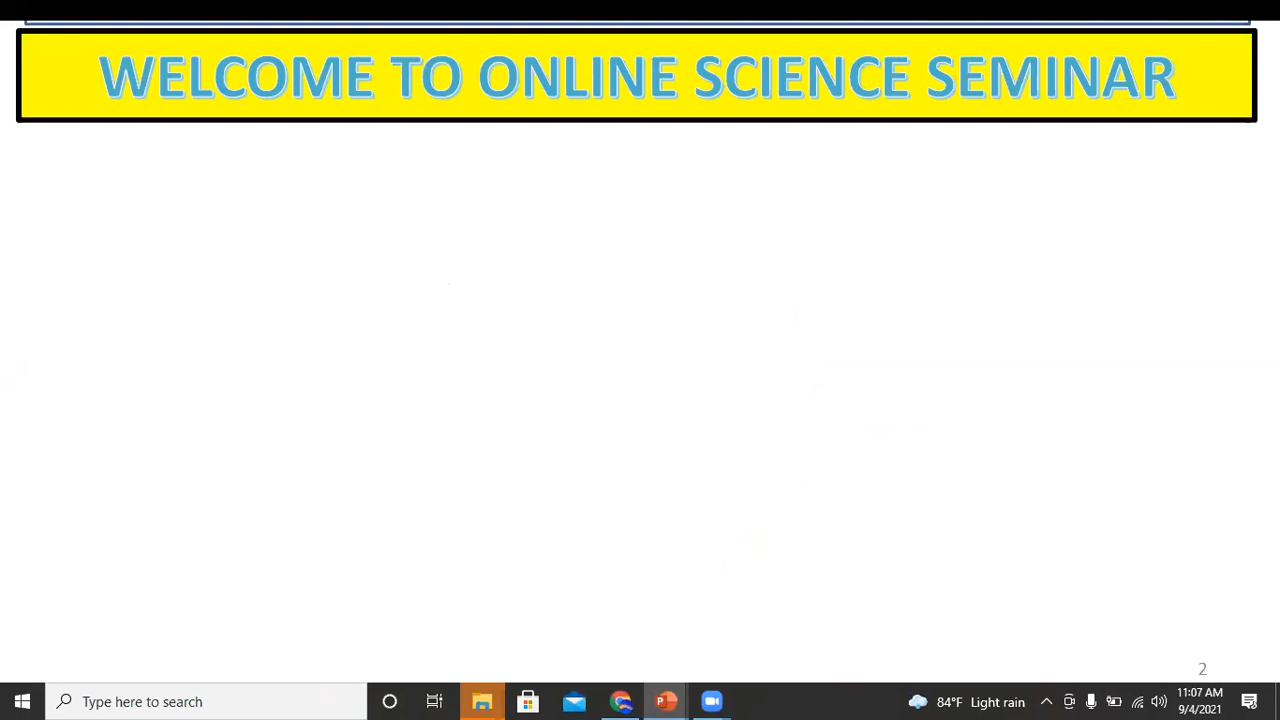 WELCOME TO ONLINE SCIENCE SEMINAR
2
Type here to search
84°F Light rain
11:07 AM
9/4/2021